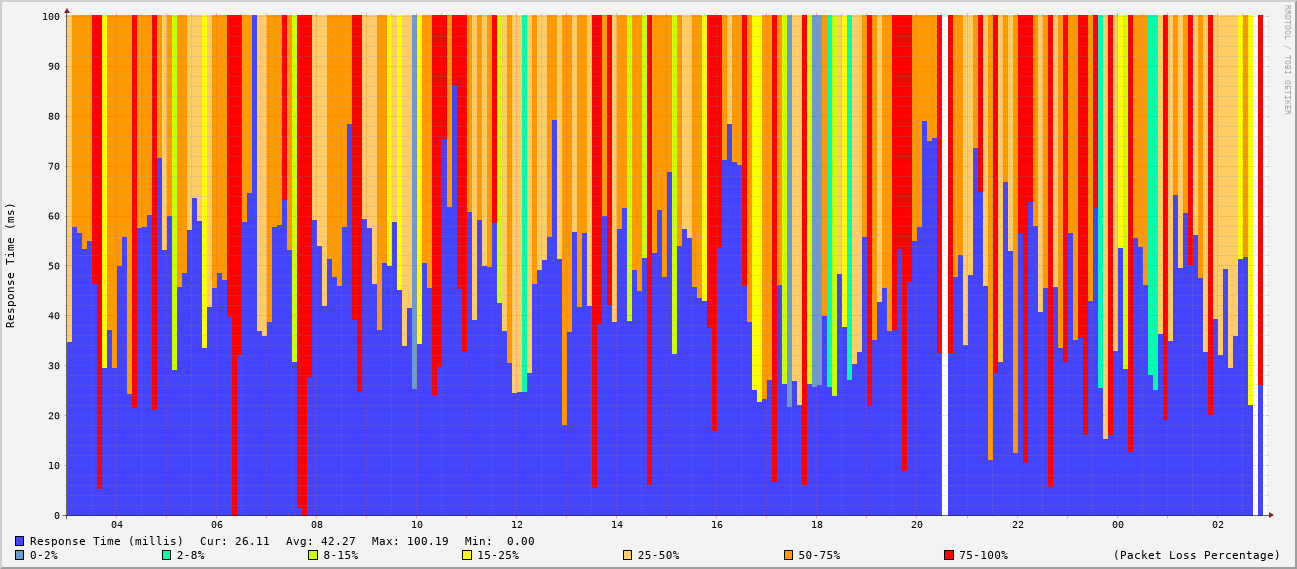 RRDTOOL / TOBI OETIKER
Response Time (ms)
100
90
80
70
60
50
40
30
20
10
0
04 06 08 10 12 14 16 18 20 22 00 02
Response Time (millis) Cur: 26.11 Avg: 42.27 Max: 100.19 Min: 0.00
0-2% 2-8% 8-15% 15-25% 25-50% 50-75% 75-100% (Packet Loss Percentage)